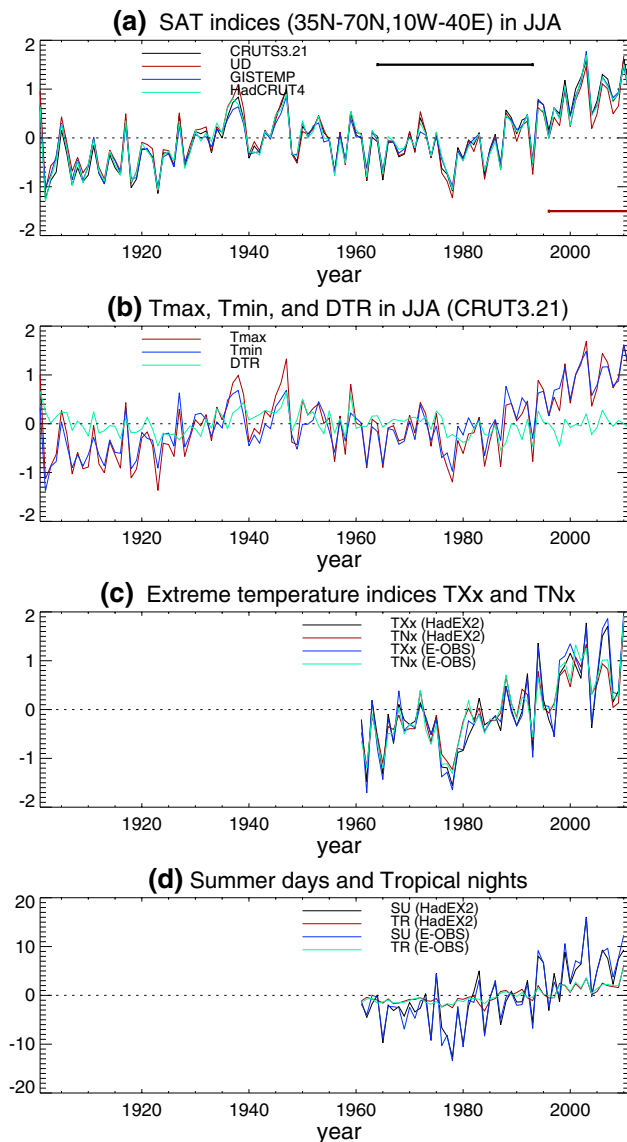 (a) SAT indices (35N-70N,10W-40E) in JJA
CRUTS3.21
UD
GISTEMP
HadCRUT4
2
1
0
-1
-2
1920 1940 1960 1980 2000
year
(b) Tmax, Tmin, and DTR in JJA (CRUT3.21)
Tmax
Tmin
DTR
2
1
0
-1
-2
1920 1940 1960 1980 2000
year
(c) Extreme temperature indices TXx and TNx
TXx (HadEX2)
TNx (HadEX2)
TXx (E-OBS)
TNx (E-OBS)
2
1
0
-1
-2
1920 1940 1960 1980 2000
year
(d) Summer days and Tropical nights
SU (HadEX2)
TR (HadEX2)
SU (E-OBS)
TR (E-OBS)
20
10
0
-10
-20
1920 1940 1960 1980 2000
year